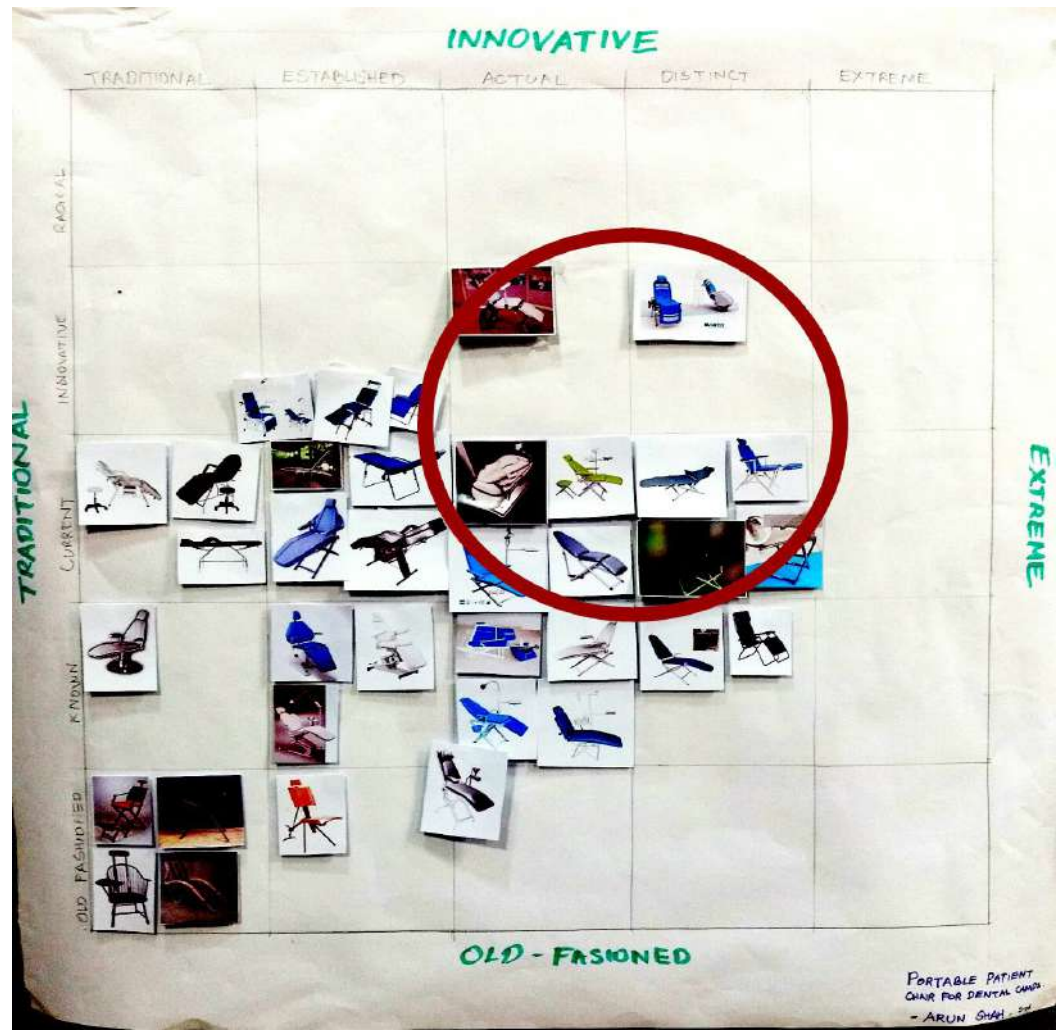 INNOVATIVE
TRADITIONAL ESTABLISHED ACTUAL DISTINCT EXTREME
RADICAL
INNOVATIVE
TRADITIONAL
CURRENT
EXTREME
KNOWN
OLD FASHIONED
OLD - FASIONED
PORTABLE PATIENT
CHAIR FOR DENTAL CAMPS
- ARUN SHAH